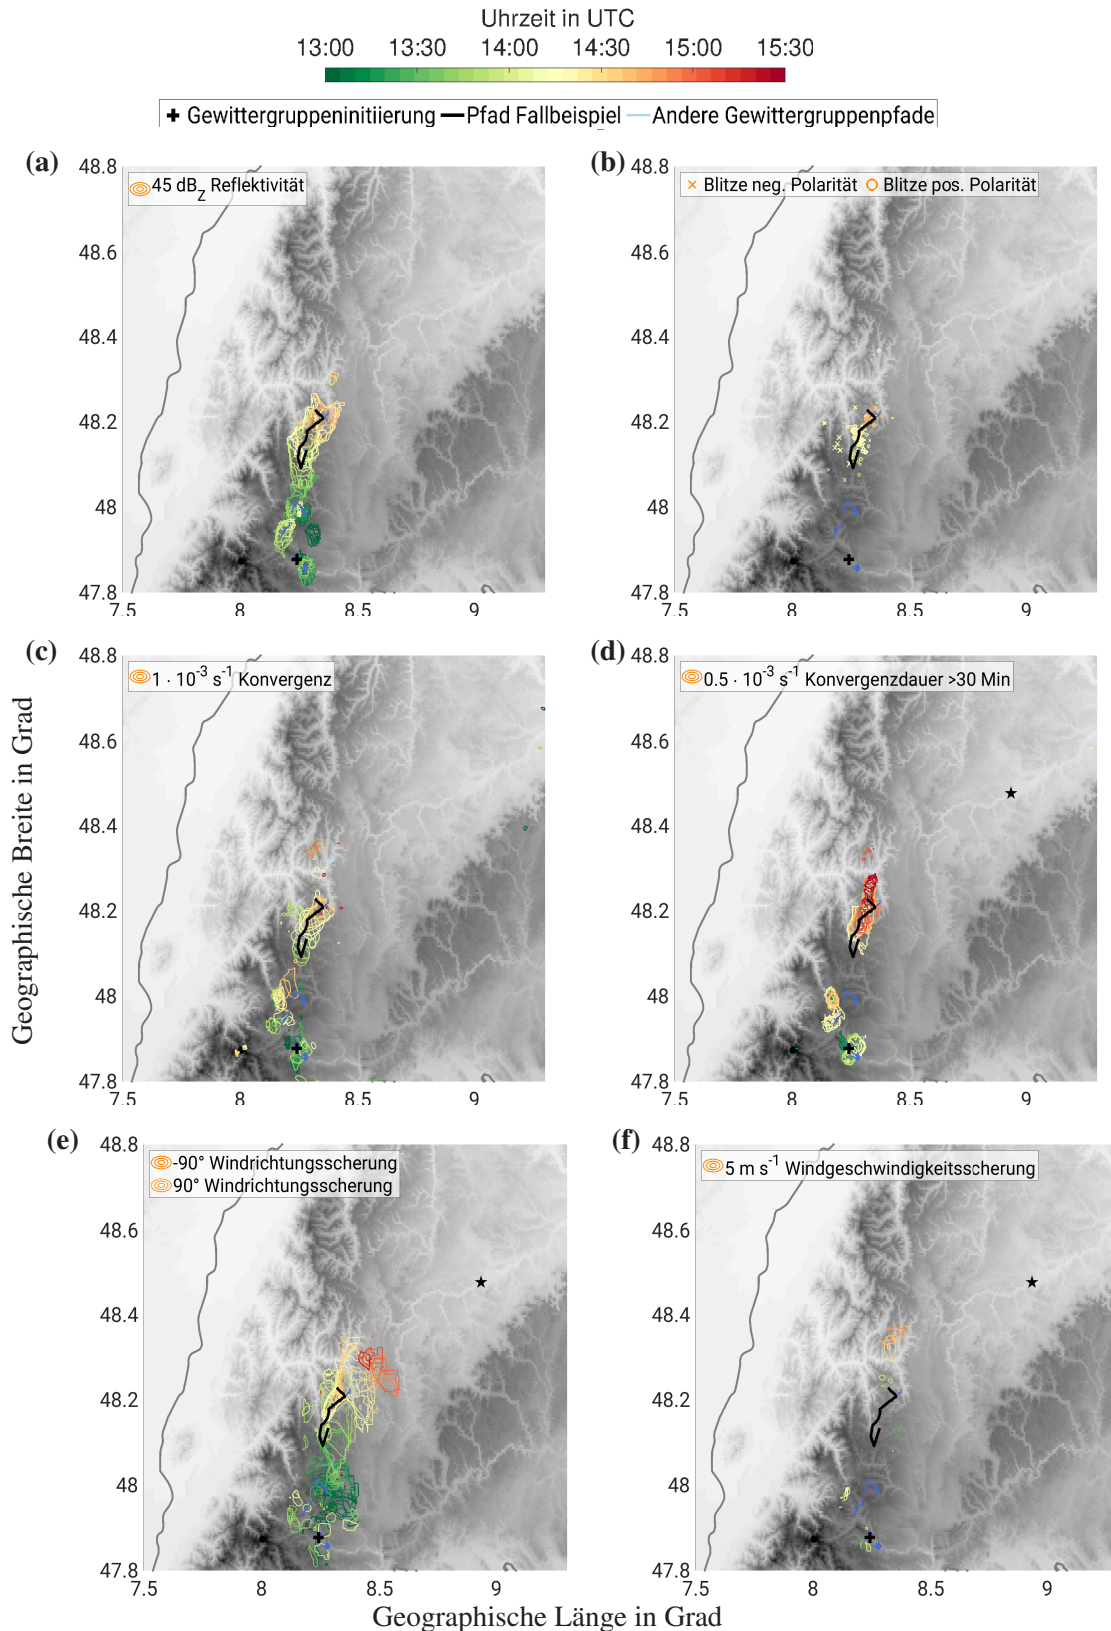 Uhrzeit in UTC
13:00 13:30 14:00 14:30 15:00 15:30
Gewittergruppeninitiierung Pfad Fallbeispiel Andere Gewittergruppenpfade
(a) (b)
45 dBZ Reflektivität
Blitze neg. Polarität Blitze pos. Polarität
48.8 48.8
48.6 48.6
48.4 48.4
48.2 48.2
48 48
47.8 47.8
7.5 8 8.5 9 7.5 8 8.5 9
(c) (d)
1 · 10⁻³ s⁻¹ Konvergenz
0.5 · 10⁻³ s⁻¹ Konvergenzdauer >30 Min
48.8 48.8
48.6 48.6
48.4 48.4
48.2 48.2
48 48
47.8 47.8
7.5 8 8.5 9 7.5 8 8.5 9
Geographische Breite in Grad
(e) (f)
-90° Windrichtungsscherung
90° Windrichtungsscherung
5 m s⁻¹ Windgeschwindigkeitsscherung
48.8 48.8
48.6 48.6
48.4 48.4
48.2 48.2
48 48
47.8 47.8
7.5 8 8.5 9 7.5 8 8.5 9
Geographische Länge in Grad